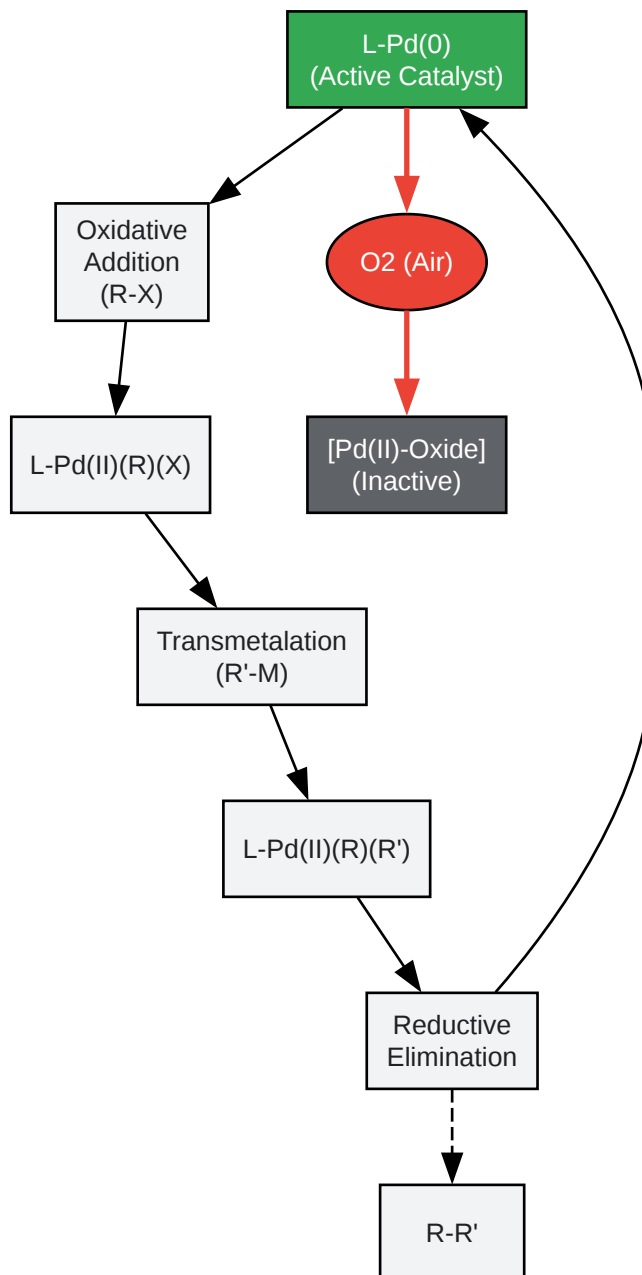 L-Pd(0)
(Active Catalyst)
Oxidative
Addition
(R-X)
O2 (Air)
L-Pd(II)(R)(X)
[Pd(II)-Oxide]
(Inactive)
Transmetalation
(R'-M)
L-Pd(II)(R)(R')
Reductive
Elimination
R-R'